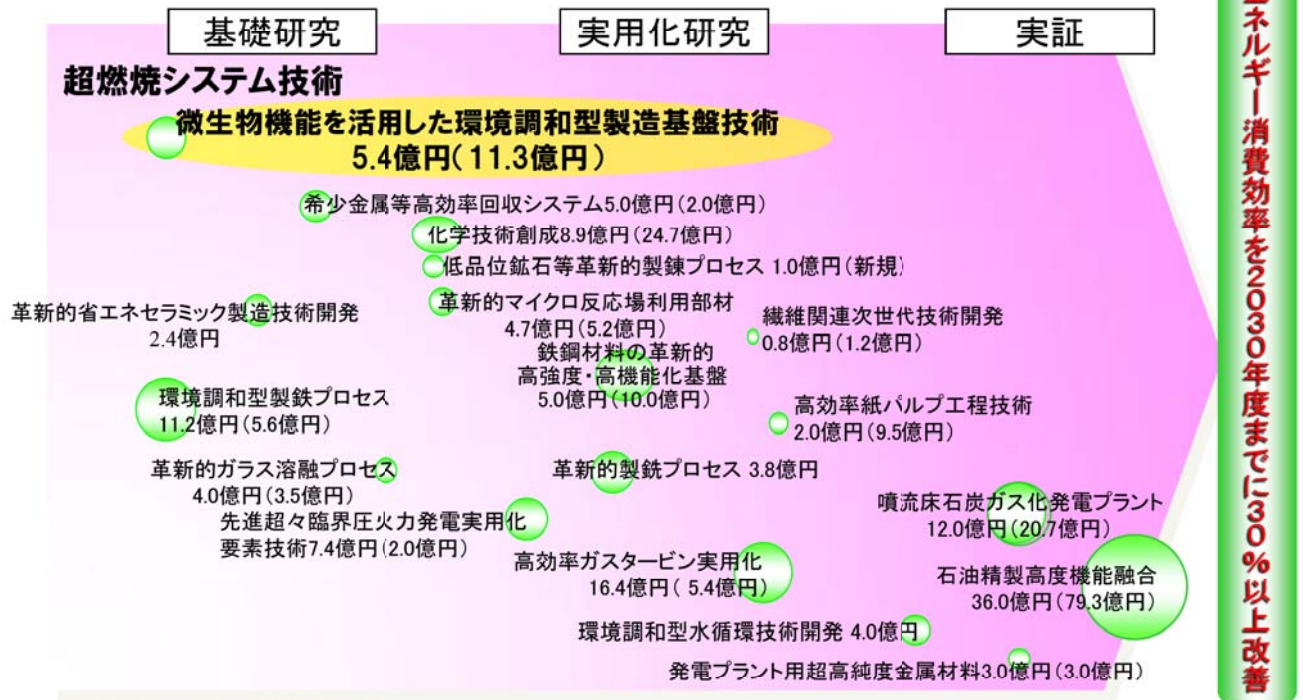 基礎研究
実用化研究
実証
超燃焼システム技術
微生物機能を活用した環境調和型製造基盤技術
5.4億円(11.3億円)
希少金属等高効率回収システム5.0億円(2.0億円)
化学技術創成8.9億円(24.7億円)
低品位鉱石等革新的製錬プロセス 1.0億円(新規)
革新的省エネセラミック製造技術開発
2.4億円
革新的マイクロ反応場利用部材
4.7億円(5.2億円)
繊維関連次世代技術開発
0.8億円(1.2億円)
鉄鋼材料の革新的
高強度・高機能化基盤
5.0億円(10.0億円)
環境調和型製鉄プロセス
11.2億円(5.6億円)
高効率紙パルプ工程技術
2.0億円(9.5億円)
革新的ガラス溶融プロセス
4.0億円(3.5億円)
革新的製銑プロセス 3.8億円
先進超々臨界圧火力発電実用化
要素技術7.4億円(2.0億円)
噴流床石炭ガス化発電プラント
12.0億円(20.7億円)
高効率ガスタービン実用化
16.4億円( 5.4億円)
石油精製高度機能融合
36.0億円(79.3億円)
環境調和型水循環技術開発 4.0億円
発電プラント用超高純度金属材料3.0億円(3.0億円)
エネルギー消費効率を2030年度までに30%以上改善